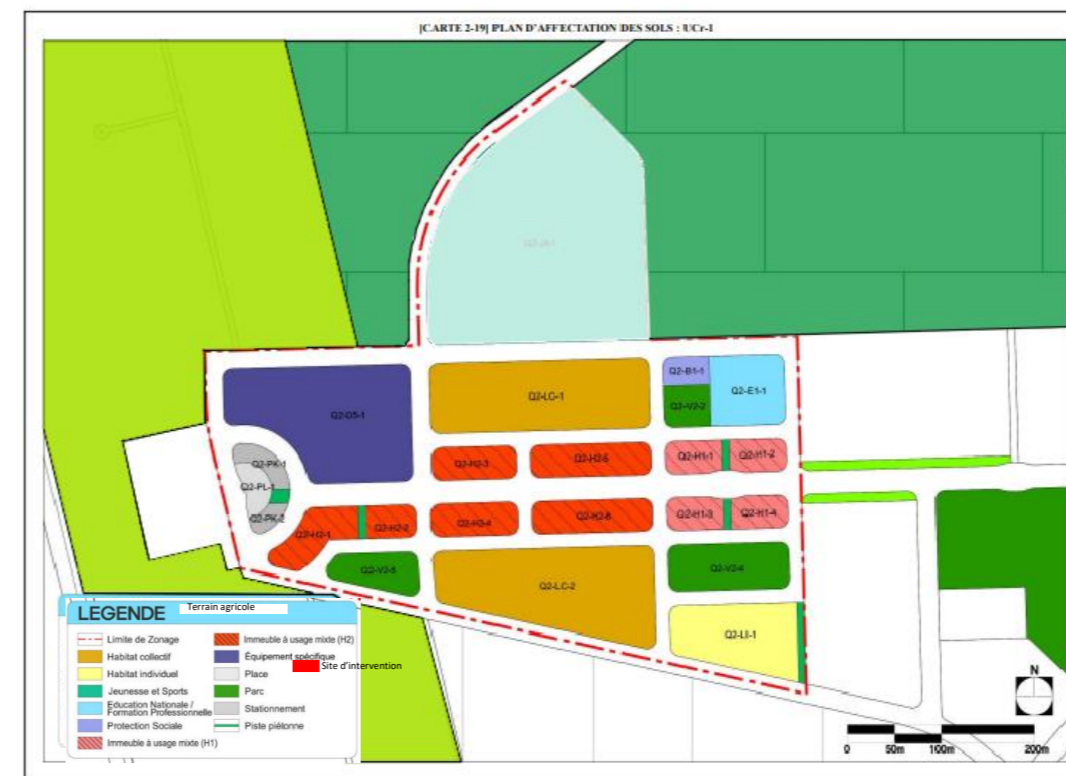 [CARTE 2-19] PLAN D'AFFECTATION DES SOLS : UCr-1
Q2-B1-1
Q2-E1-1
Q2-LC-1
Q2-V2-2
Q2-D5-1
Q2-H2-3
Q2-H2-5
Q2-H1-1
Q2-H1-2
Q2-PK-1
Q2-PL-1
Q2-PK-2
Q2-H2-1
Q2-H2-2
Q2-H2-4
Q2-H2-6
Q2-H1-3
Q2-H1-4
Q2-V2-5
Q2-LC-2
Q2-V2-4
Q2-LI-1
LEGENDE
Terrain agricole
Limite de Zonage
Habitat collectif
Habitat individuel
Jeunesse et Sports
Education Nationale /
Formation Professionnelle
Protection Sociale
Immeuble à usage mixte (H1)
Immeuble à usage mixte (H2)
Équipement spécifique
Site d'intervention
Place
Parc
Stationnement
Piste piétonne
N
0 50m 100m 200m